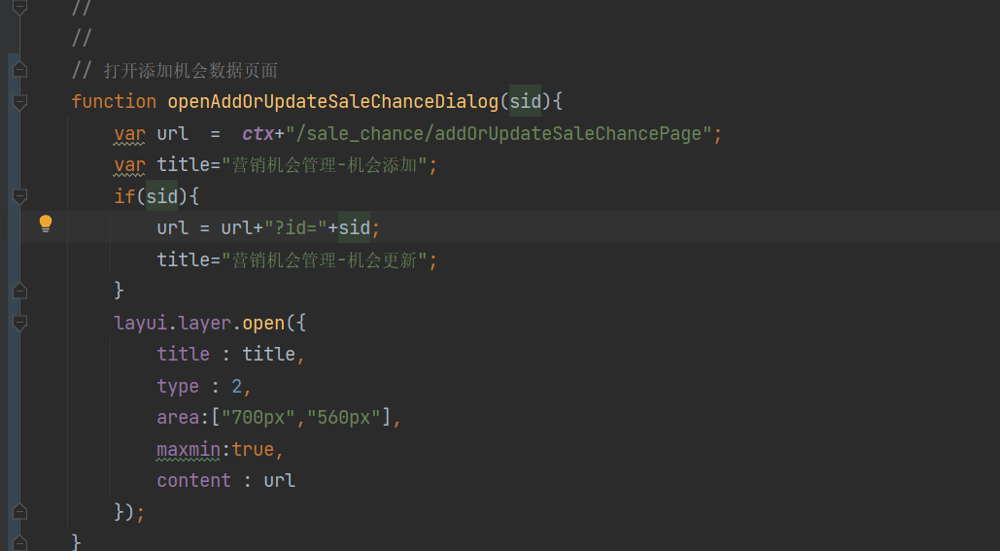 //
//
// 打开添加机会数据页面
function openAddOrUpdateSaleChanceDialog(sid){
var url  =  ctx+"/sale_chance/addOrUpdateSaleChancePage";
var title="营销机会管理-机会添加";
if(sid){
url = url+"?id="+sid;
title="营销机会管理-机会更新";
}
layui.layer.open({
title : title,
type : 2,
area:["700px","560px"],
maxmin:true,
content : url
});
}